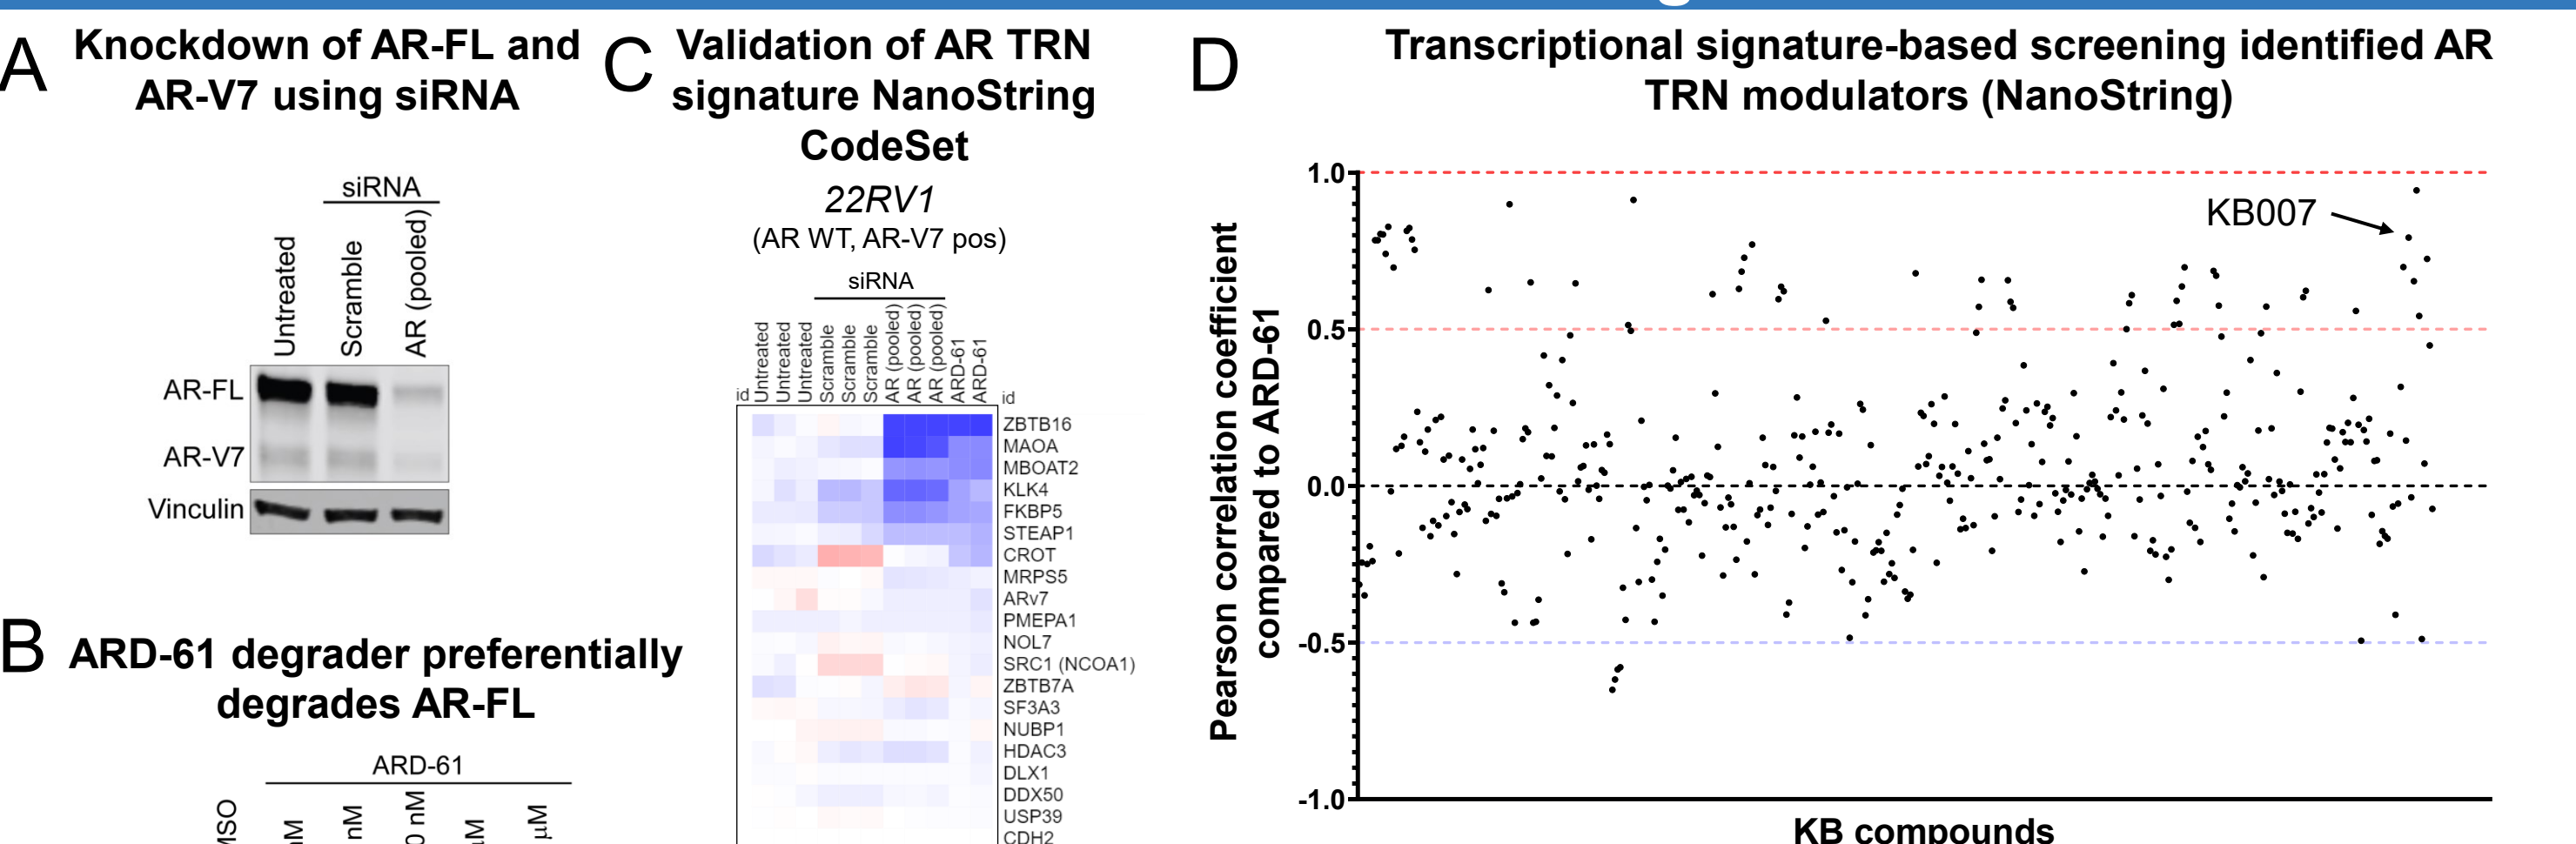 A
Knockdown of AR-FL and
AR-V7 using siRNA
siRNA
Untreated
Scramble
AR (pooled)
AR-FL
AR-V7
Vinculin
B
ARD-61 degrader preferentially
degrades AR-FL
ARD-61
C
Validation of AR TRN
signature NanoString
CodeSet
22RV1
(AR WT, AR-V7 pos)
siRNA
id
Untreated
Untreated
Untreated
Scramble
Scramble
Scramble
AR (pooled)
AR (pooled)
AR (pooled)
ARD-61
ARD-61
id
ZBTB16
MAOA
MBOAT2
KLK4
FKBP5
STEAP1
CROT
MRPS5
ARv7
PMEPA1
NOL7
SRC1 (NCOA1)
ZBTB7A
SF3A3
NUBP1
HDAC3
DLX1
DDX50
USP39
CDH2
D
Transcriptional signature-based screening identified AR
TRN modulators (NanoString)
Pearson correlation coefficient
compared to ARD-61
1.0
0.5
0.0
-0.5
-1.0
KB007
KB compounds